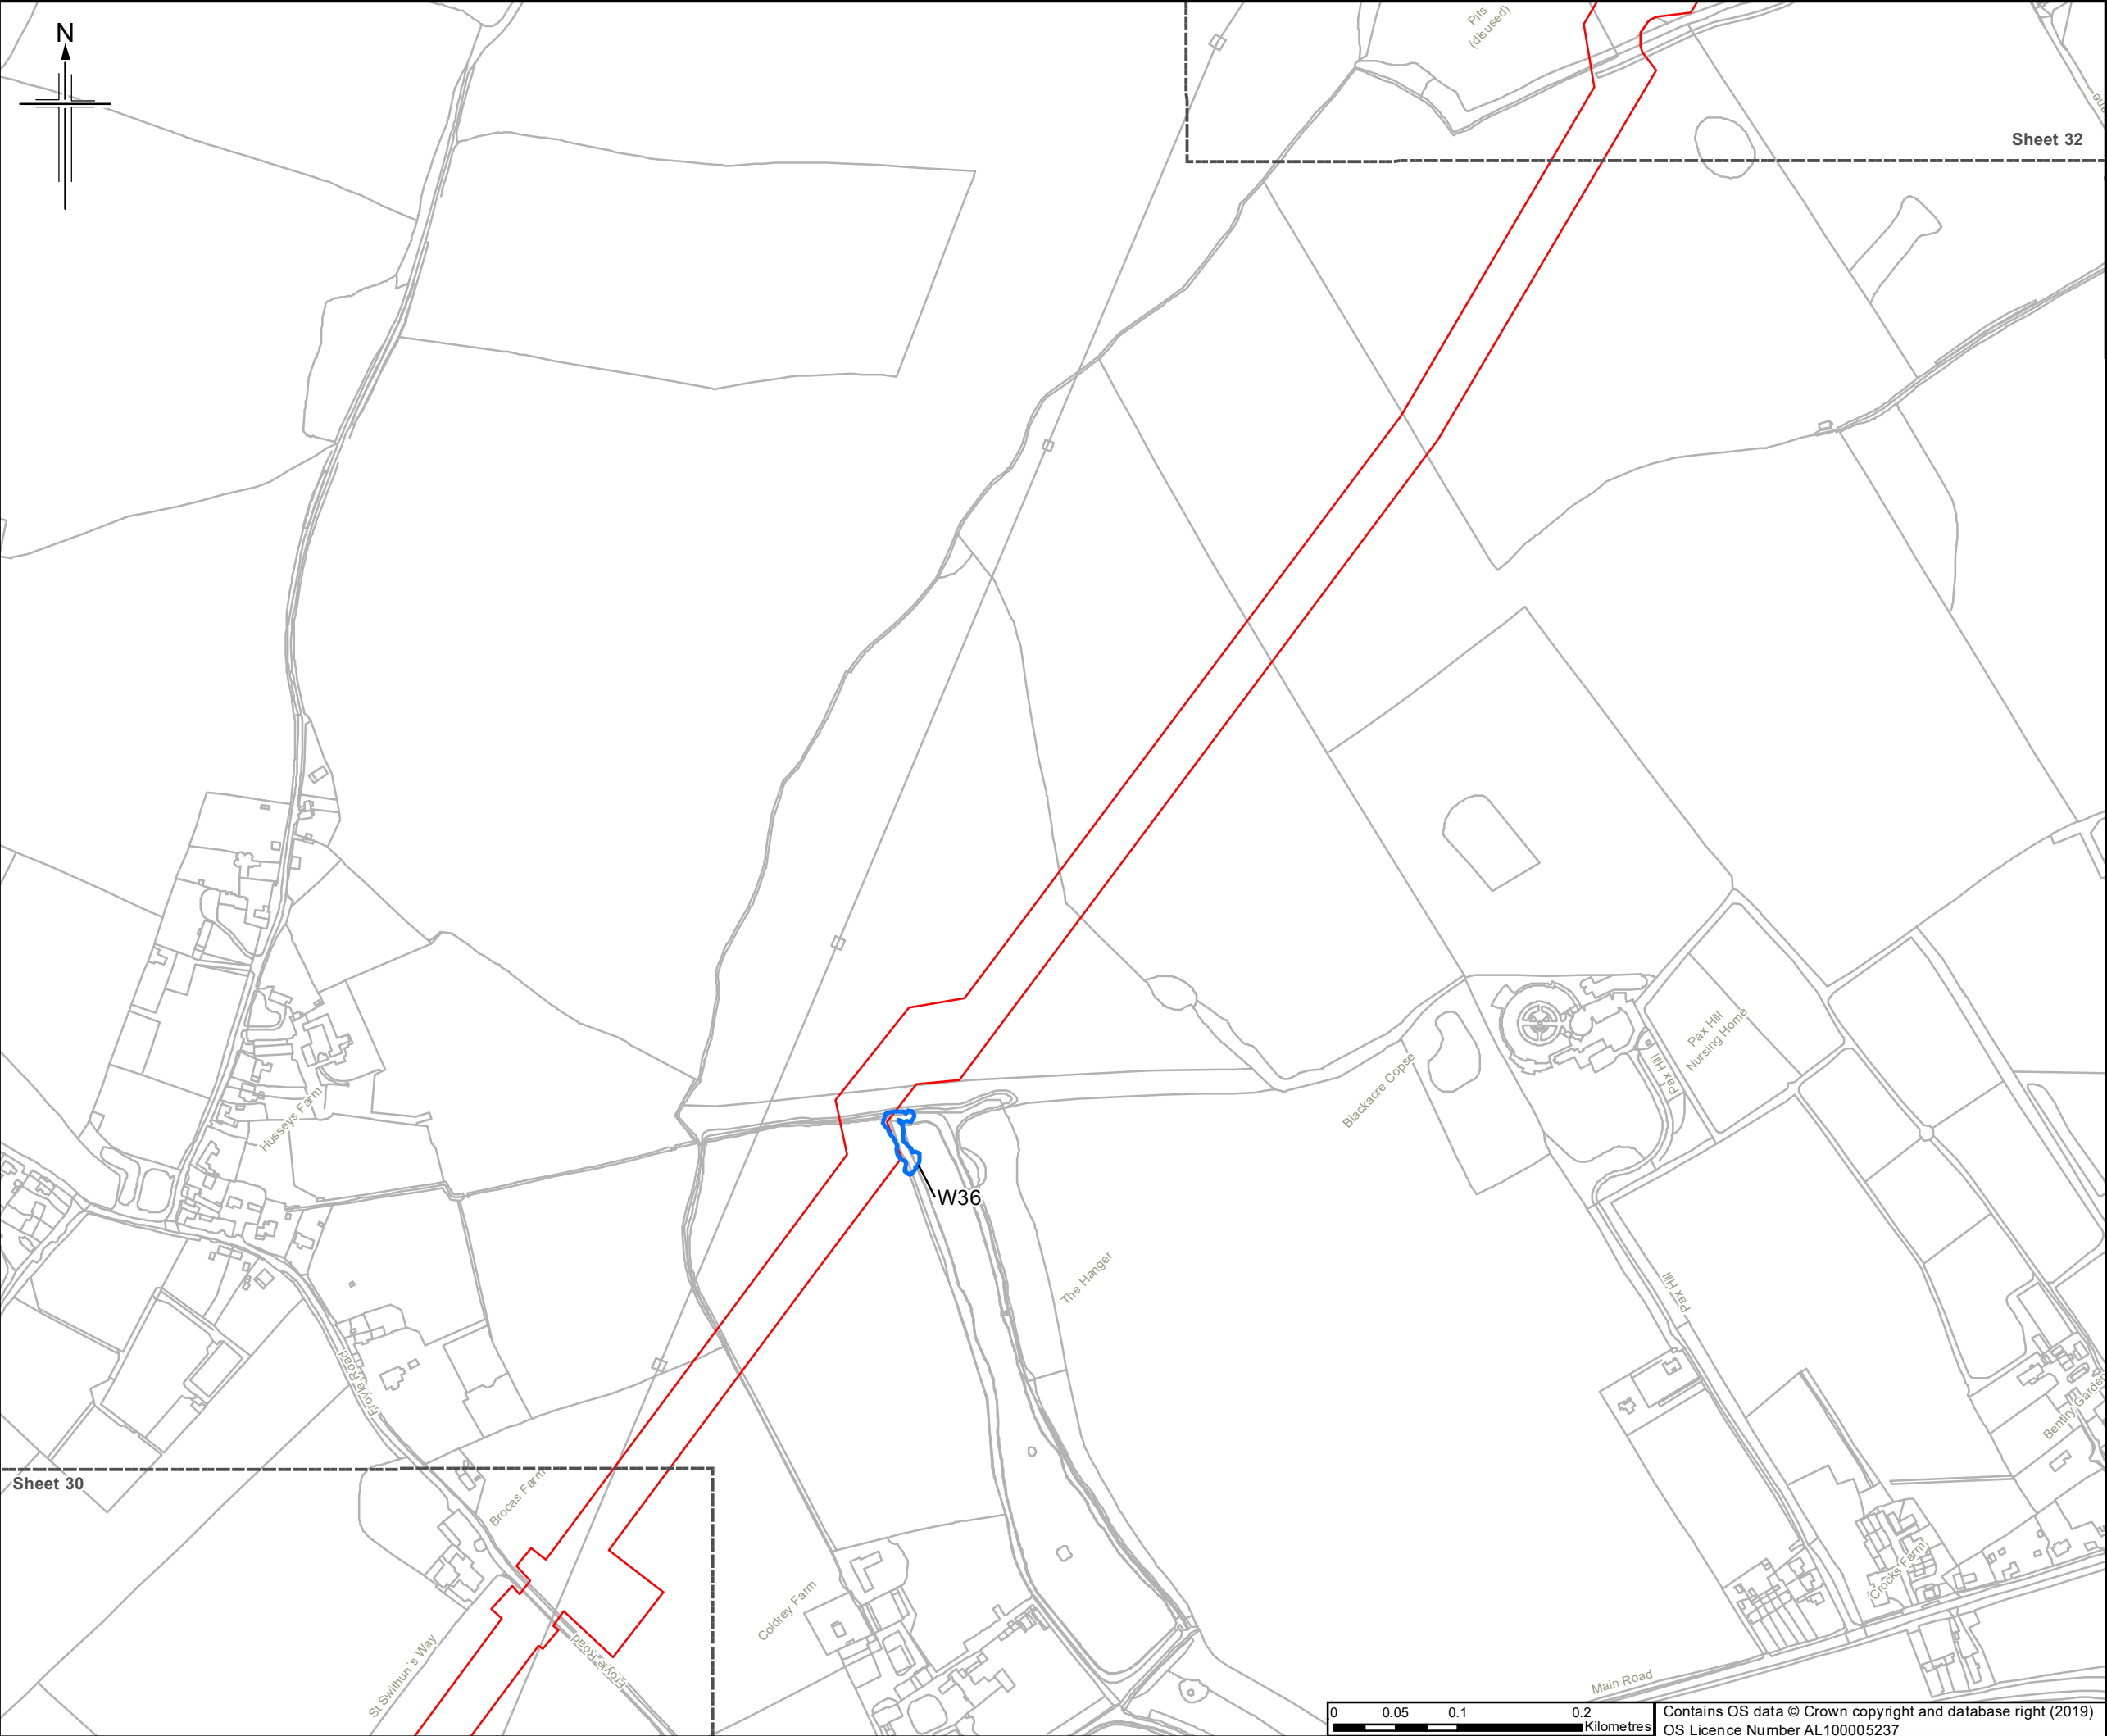 N
Pits
(disused)
Sheet 32
Husseys Farm
Blackacre Copse
Pax Hill
Nursing Home
Pax Hill
W36
The Hanger
Pax Hill
Froyle Road
Bentley Garden
Sheet 30
Brocas Farm
Crocks Farm
Coldrey Farm
St Swithun's Way
Froyle Road
Main Road
0 0.05 0.1 0.2
Kilometres
Contains OS data © Crown copyright and database right (2019)
OS Licence Number AL100005237